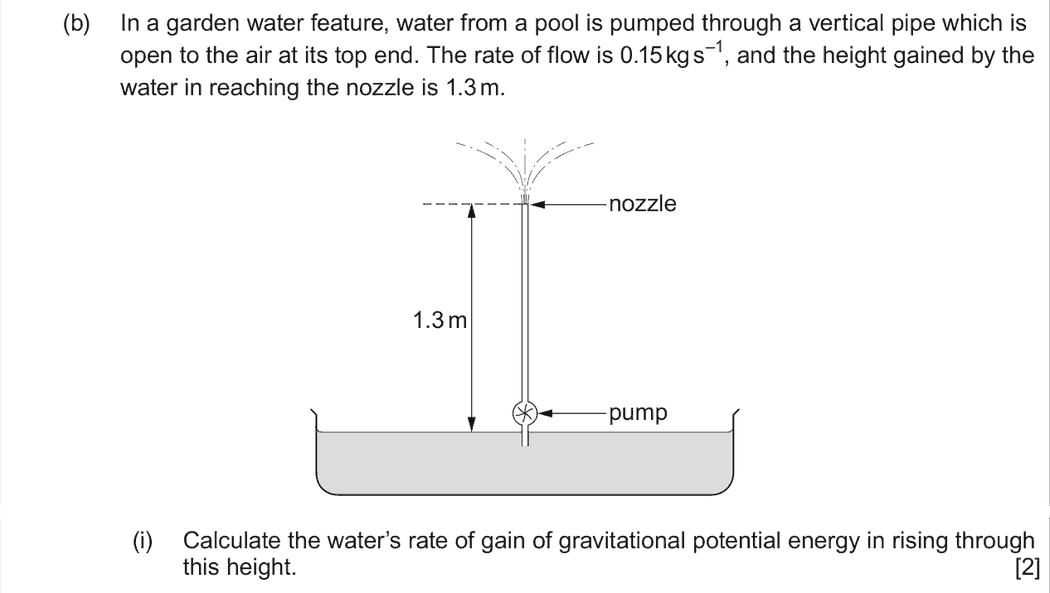 (b) In a garden water feature, water from a pool is pumped through a vertical pipe which is
open to the air at its top end. The rate of flow is 0.15 kg s⁻¹, and the height gained by the
water in reaching the nozzle is 1.3 m.
nozzle
1.3 m
pump
(i) Calculate the water’s rate of gain of gravitational potential energy in rising through
this height. [2]